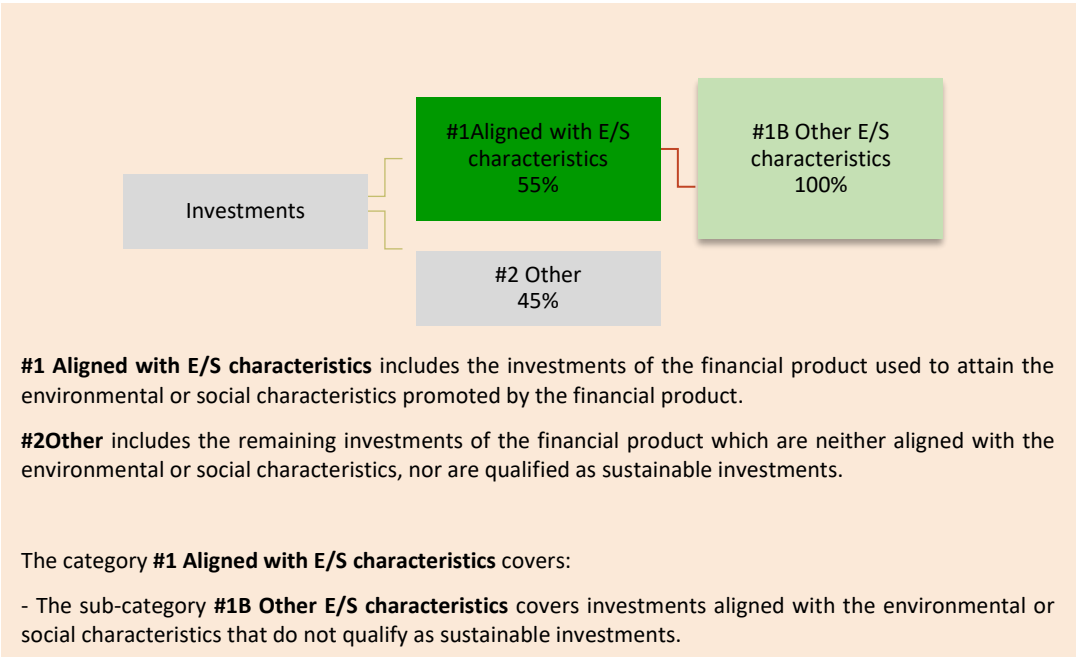 #1Aligned with E/S
characteristics
55%
#1B Other E/S
characteristics
100%
Investments
#2 Other
45%
#1 Aligned with E/S characteristics includes the investments of the financial product used to attain the
environmental or social characteristics promoted by the financial product.
#2Other includes the remaining investments of the financial product which are neither aligned with the
environmental or social characteristics, nor are qualified as sustainable investments.
The category #1 Aligned with E/S characteristics covers:
- The sub-category #1B Other E/S characteristics covers investments aligned with the environmental or
social characteristics that do not qualify as sustainable investments.